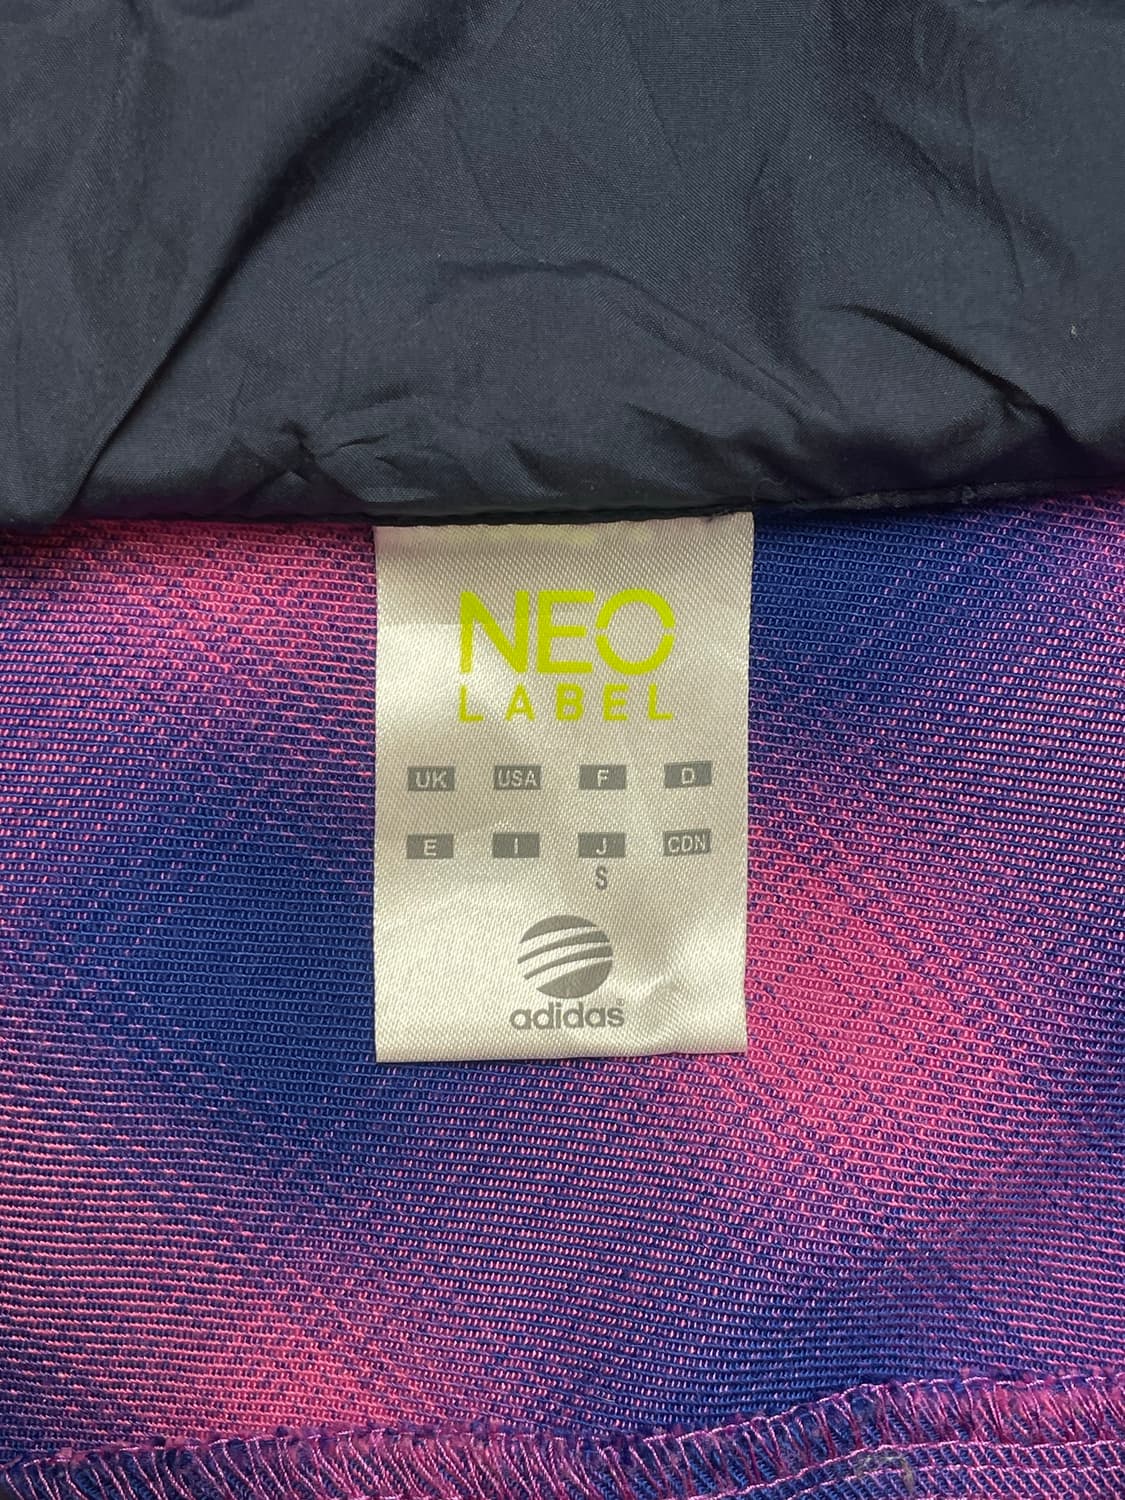 NEO
LABEL
UK USA F D
E I J CDN
S
adidas®